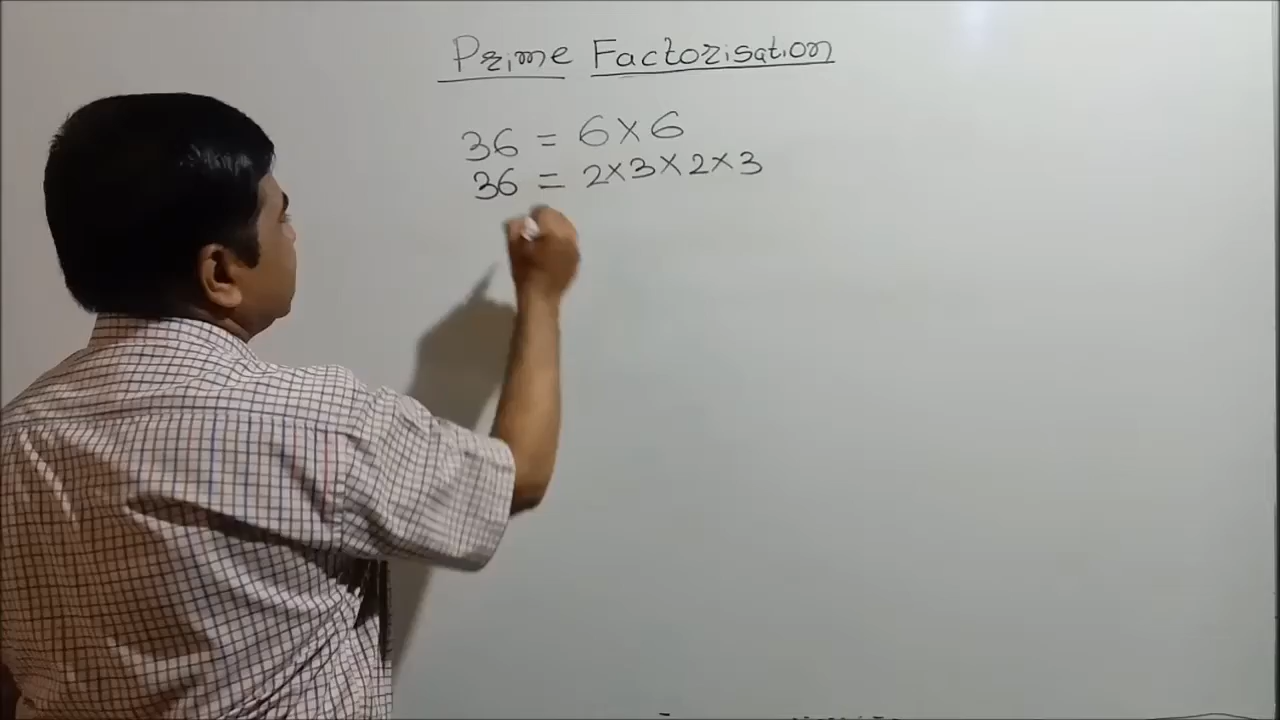 Prime Factorisation
36 = 6×6
36 = 2×3×2×3